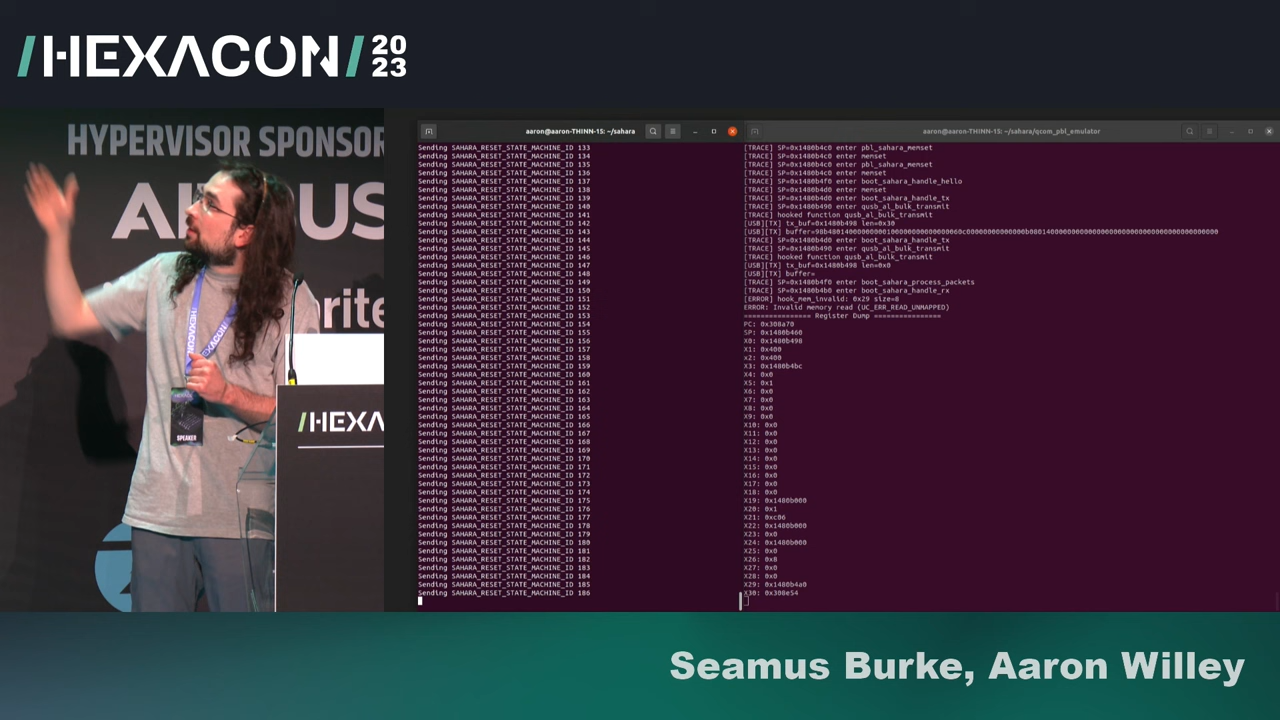 /HEXACON/ 20
23
HYPERVISOR SPONSOR
/HEXA
SPEAKER
aaron@aaron-THINN-15: ~/sahara
Sending SAHARA_RESET_STATE_MACHINE_ID 133
Sending SAHARA_RESET_STATE_MACHINE_ID 134
Sending SAHARA_RESET_STATE_MACHINE_ID 135
Sending SAHARA_RESET_STATE_MACHINE_ID 136
Sending SAHARA_RESET_STATE_MACHINE_ID 137
Sending SAHARA_RESET_STATE_MACHINE_ID 138
Sending SAHARA_RESET_STATE_MACHINE_ID 139
Sending SAHARA_RESET_STATE_MACHINE_ID 140
Sending SAHARA_RESET_STATE_MACHINE_ID 141
Sending SAHARA_RESET_STATE_MACHINE_ID 142
Sending SAHARA_RESET_STATE_MACHINE_ID 143
Sending SAHARA_RESET_STATE_MACHINE_ID 144
Sending SAHARA_RESET_STATE_MACHINE_ID 145
Sending SAHARA_RESET_STATE_MACHINE_ID 146
Sending SAHARA_RESET_STATE_MACHINE_ID 147
Sending SAHARA_RESET_STATE_MACHINE_ID 148
Sending SAHARA_RESET_STATE_MACHINE_ID 149
Sending SAHARA_RESET_STATE_MACHINE_ID 150
Sending SAHARA_RESET_STATE_MACHINE_ID 151
Sending SAHARA_RESET_STATE_MACHINE_ID 152
Sending SAHARA_RESET_STATE_MACHINE_ID 153
Sending SAHARA_RESET_STATE_MACHINE_ID 154
Sending SAHARA_RESET_STATE_MACHINE_ID 155
Sending SAHARA_RESET_STATE_MACHINE_ID 156
Sending SAHARA_RESET_STATE_MACHINE_ID 157
Sending SAHARA_RESET_STATE_MACHINE_ID 158
Sending SAHARA_RESET_STATE_MACHINE_ID 159
Sending SAHARA_RESET_STATE_MACHINE_ID 160
Sending SAHARA_RESET_STATE_MACHINE_ID 161
Sending SAHARA_RESET_STATE_MACHINE_ID 162
Sending SAHARA_RESET_STATE_MACHINE_ID 163
Sending SAHARA_RESET_STATE_MACHINE_ID 164
Sending SAHARA_RESET_STATE_MACHINE_ID 165
Sending SAHARA_RESET_STATE_MACHINE_ID 166
Sending SAHARA_RESET_STATE_MACHINE_ID 167
Sending SAHARA_RESET_STATE_MACHINE_ID 168
Sending SAHARA_RESET_STATE_MACHINE_ID 169
Sending SAHARA_RESET_STATE_MACHINE_ID 170
Sending SAHARA_RESET_STATE_MACHINE_ID 171
Sending SAHARA_RESET_STATE_MACHINE_ID 172
Sending SAHARA_RESET_STATE_MACHINE_ID 173
Sending SAHARA_RESET_STATE_MACHINE_ID 174
Sending SAHARA_RESET_STATE_MACHINE_ID 175
Sending SAHARA_RESET_STATE_MACHINE_ID 176
Sending SAHARA_RESET_STATE_MACHINE_ID 177
Sending SAHARA_RESET_STATE_MACHINE_ID 178
Sending SAHARA_RESET_STATE_MACHINE_ID 179
Sending SAHARA_RESET_STATE_MACHINE_ID 180
Sending SAHARA_RESET_STATE_MACHINE_ID 181
Sending SAHARA_RESET_STATE_MACHINE_ID 182
Sending SAHARA_RESET_STATE_MACHINE_ID 183
Sending SAHARA_RESET_STATE_MACHINE_ID 184
Sending SAHARA_RESET_STATE_MACHINE_ID 185
Sending SAHARA_RESET_STATE_MACHINE_ID 186
aaron@aaron-THINN-15: ~/sahara/qcom_pbl_emulator
[TRACE] SP=0x1480b4c0 enter pbl_sahara_memset
[TRACE] SP=0x1480b4c0 enter memset
[TRACE] SP=0x1480b4c0 enter pbl_sahara_memset
[TRACE] SP=0x1480b4c0 enter memset
[TRACE] SP=0x1480b4f0 enter boot_sahara_handle_hello
[TRACE] SP=0x1480b4d0 enter memset
[TRACE] SP=0x1480b4d0 enter boot_sahara_handle_tx
[TRACE] SP=0x1480b490 enter qusb_al_bulk_transmit
[TRACE] hooked function qusb_al_bulk_transmit
[USB][TX] tx_buf=0x1480b498 len=0x30
[TRACE] SP=0x1480b4d0 enter boot_sahara_handle_tx
[TRACE] SP=0x1480b490 enter qusb_al_bulk_transmit
[TRACE] hooked function qusb_al_bulk_transmit
[USB][TX] tx_buf=0x1480b498 len=0x0
[USB][TX] buffer=
[TRACE] SP=0x1480b4f0 enter boot_sahara_process_packets
[TRACE] SP=0x1480b4b0 enter boot_sahara_handle_rx
[ERROR] hook_mem_invalid: 0x29 size=8
ERROR: Invalid memory read (UC_ERR_READ_UNMAPPED)
================ Register Dump ================
PC: 0x308a70
SP: 0x1480b460
X0: 0x1480b498
X1: 0x400
x2: 0x400
X3: 0x1480b4bc
X4: 0x0
X5: 0x1
X6: 0x0
X7: 0x0
X8: 0x0
X9: 0x0
X10: 0x0
X11: 0x0
X12: 0x0
X13: 0x0
X14: 0x0
X15: 0x0
X16: 0x0
X17: 0x0
X18: 0x0
X19: 0x1480b000
X20: 0x1
X21: 0xc06
X22: 0x1480b000
X23: 0x0
X24: 0x1480b000
X25: 0x0
X26: 0x8
X27: 0x0
X28: 0x0
X29: 0x1480b4a0
X30: 0x308e54
Seamus Burke, Aaron Willey